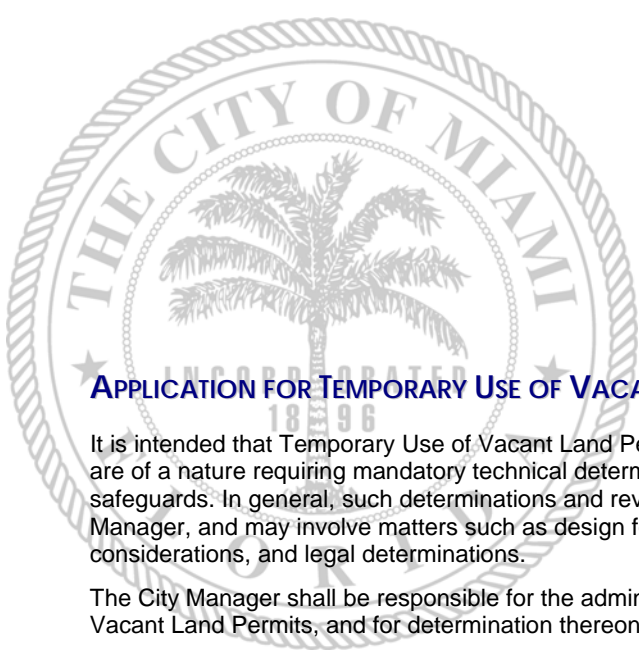 THE CITY OF MIAMI
INCORPORATED
18 96
FLORIDA
APPLICATION FOR TEMPORARY USE OF
It is intended that Temporary Use of Vacant Land
are of a nature requiring mandatory technical
safeguards. In general, such determinations and
Manager, and may involve matters such as design
considerations, and legal determinations.
The City Manager shall be responsible for the
Vacant Land Permits, and for determination thereon